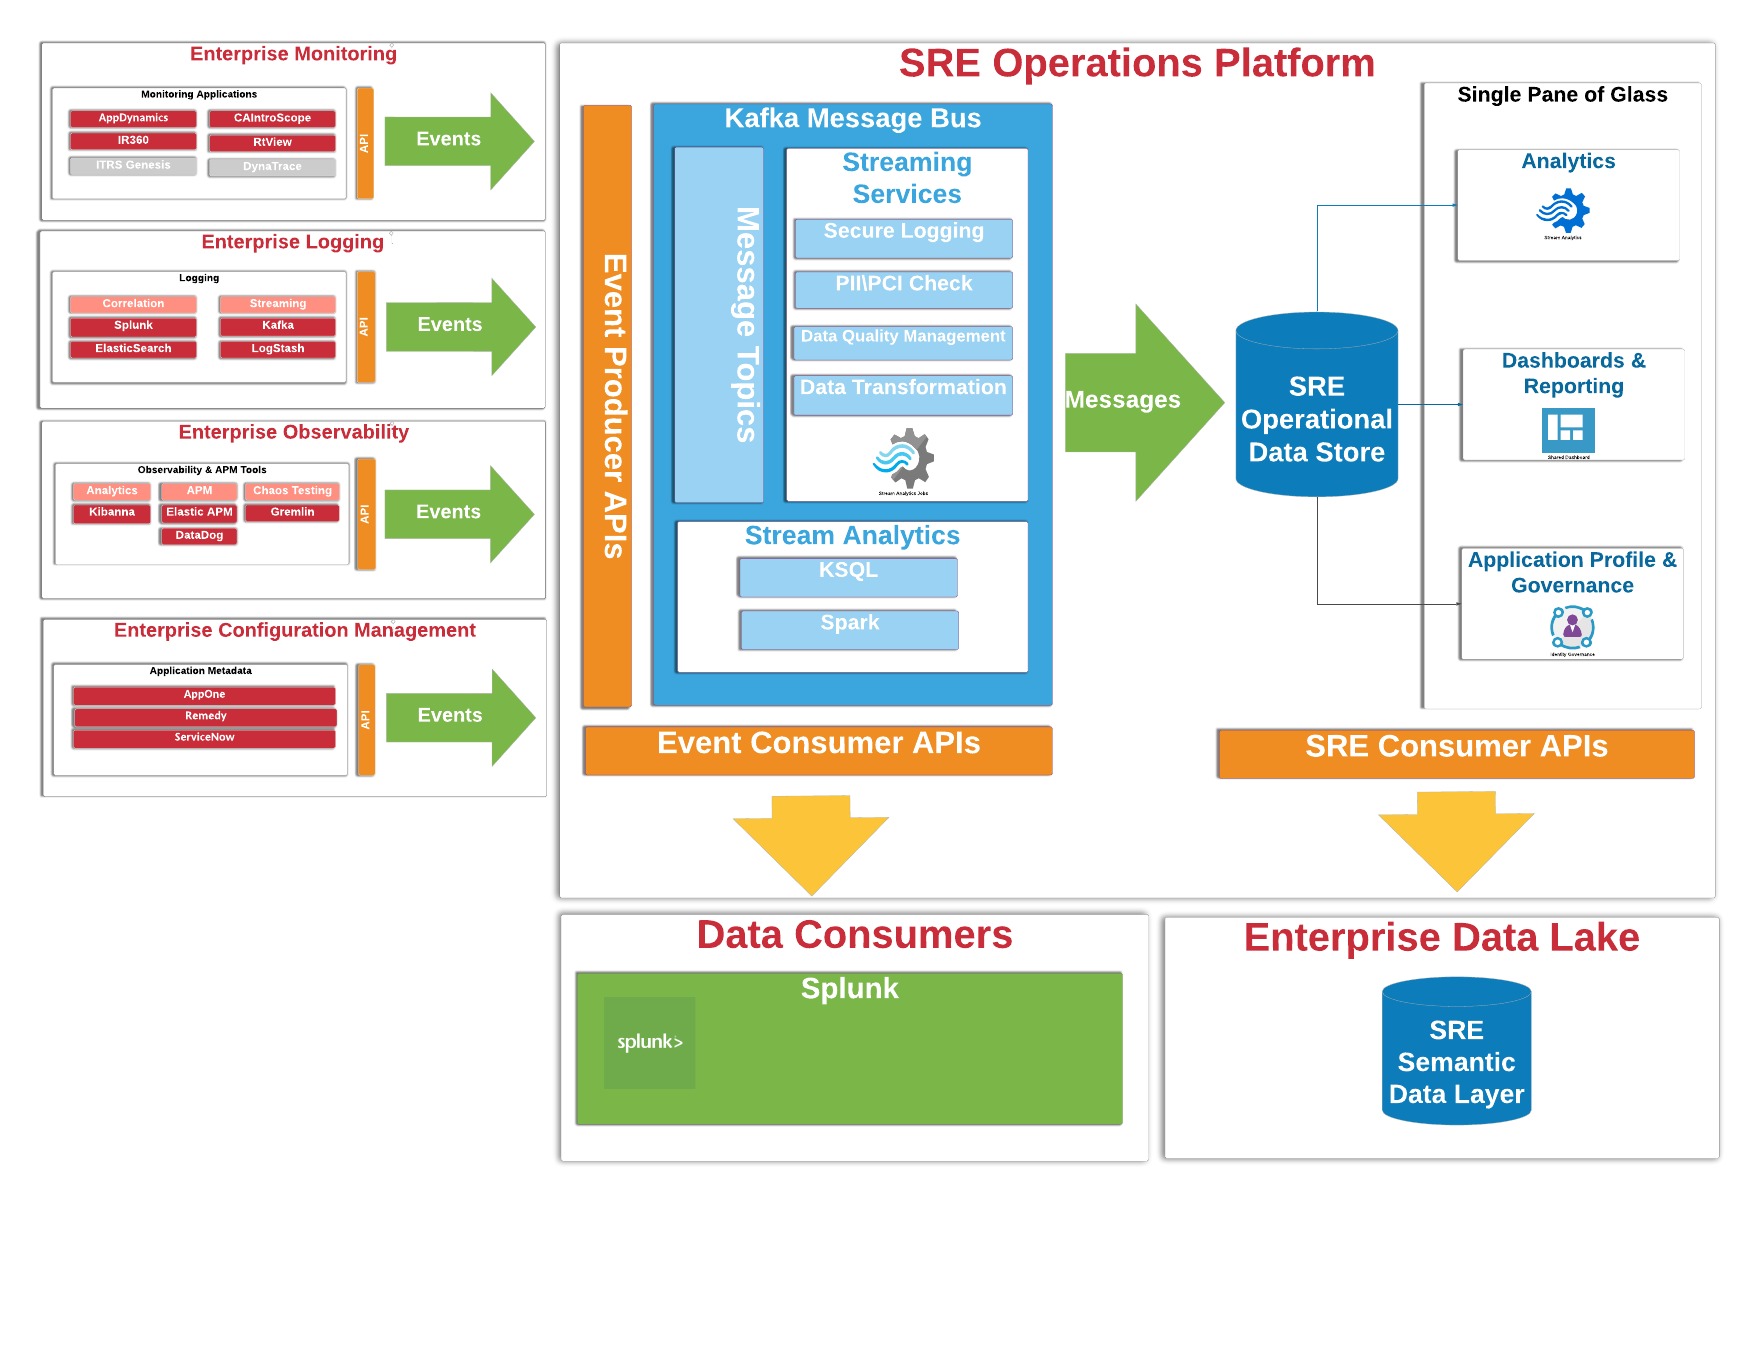 Enterprise Monitoring
Monitoring Applications
AppDynamics
CAIntroScope
IR360
RtView
ITRS Genesis
DynaTrace
API
Events
Enterprise Logging
Logging
Correlation
Streaming
Splunk
Kafka
ElasticSearch
LogStash
API
Events
Enterprise Observability
Observability & APM Tools
Analytics
APM
Chaos Testing
Kibanna
Elastic APM
Gremlin
DataDog
API
Events
Enterprise Configuration Management
Application Metadata
AppOne
Remedy
ServiceNow
API
Events
SRE Operations Platform
Event Producer APIs
Kafka Message Bus
Message Topics
Streaming
Services
Secure Logging
PII\PCI Check
Data Quality Management
Data Transformation
Stream Analytics Jobs
Stream Analytics
KSQL
Spark
Messages
SRE
Operational
Data Store
Single Pane of Glass
Analytics
Stream Analytics
Dashboards &
Reporting
Shared Dashboard
Application Profile &
Governance
Identity Governance
Event Consumer APIs
SRE Consumer APIs
Data Consumers
Splunk
splunk>
Enterprise Data Lake
SRE
Semantic
Data Layer